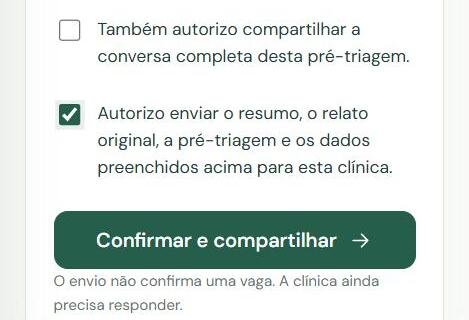 Também autorizo compartilhar a
conversa completa desta pré-triagem.
Autorizo enviar o resumo, o relato
original, a pré-triagem e os dados
preenchidos acima para esta clínica.
Confirmar e compartilhar →
O envio não confirma uma vaga. A clínica ainda
precisa responder.